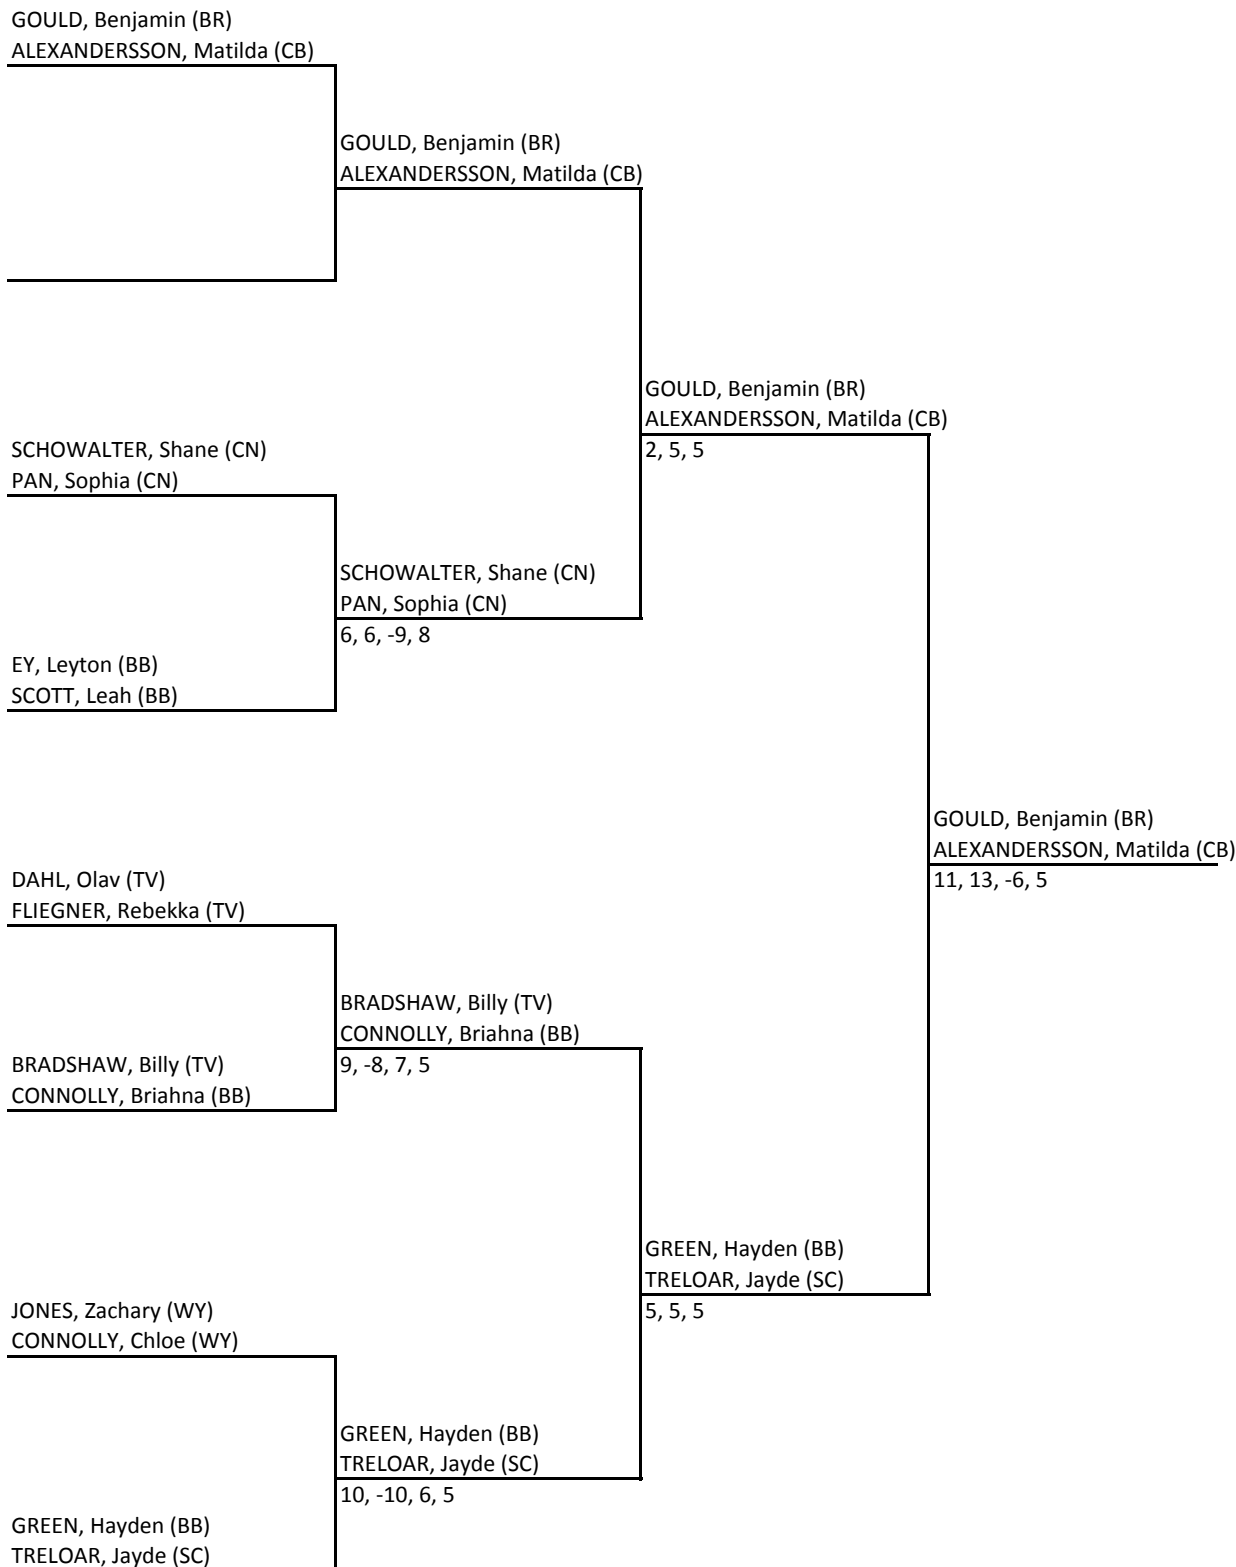 GOULD, Benjamin (BR)
ALEXANDERSSON, Matilda (CB)
GOULD, Benjamin (BR)
ALEXANDERSSON, Matilda (CB)
GOULD, Benjamin (BR)
ALEXANDERSSON, Matilda (CB)
2, 5, 5
SCHOWALTER, Shane (CN)
PAN, Sophia (CN)
SCHOWALTER, Shane (CN)
PAN, Sophia (CN)
6, 6, -9, 8
EY, Leyton (BB)
SCOTT, Leah (BB)
GOULD, Benjamin (BR)
ALEXANDERSSON, Matilda (CB)
11, 13, -6, 5
DAHL, Olav (TV)
FLIEGNER, Rebekka (TV)
BRADSHAW, Billy (TV)
CONNOLLY, Briahna (BB)
9, -8, 7, 5
BRADSHAW, Billy (TV)
CONNOLLY, Briahna (BB)
GREEN, Hayden (BB)
TRELOAR, Jayde (SC)
5, 5, 5
JONES, Zachary (WY)
CONNOLLY, Chloe (WY)
GREEN, Hayden (BB)
TRELOAR, Jayde (SC)
10, -10, 6, 5
GREEN, Hayden (BB)
TRELOAR, Jayde (SC)